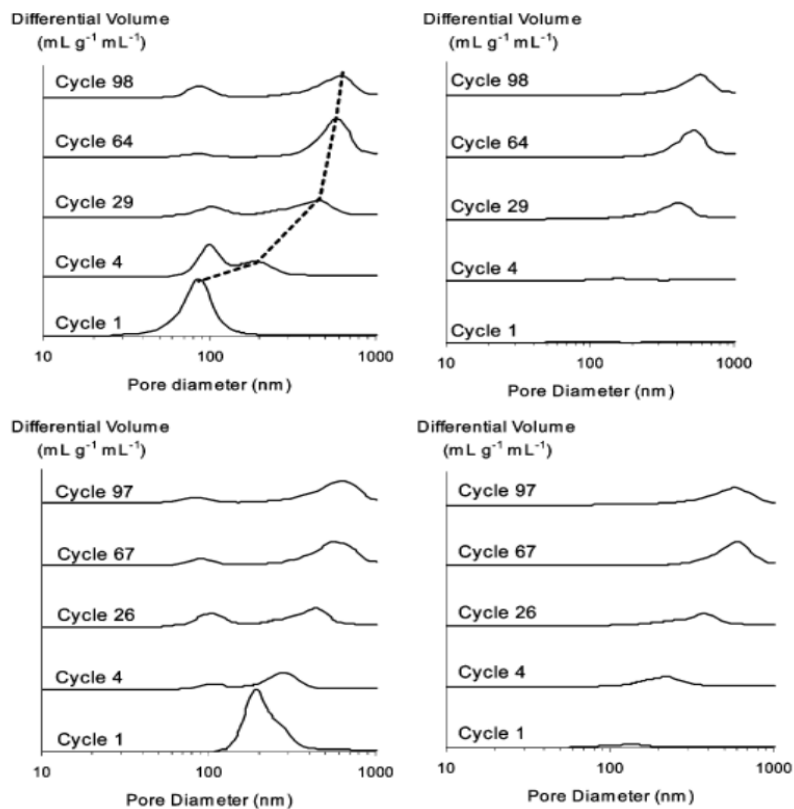 Differential Volume
(mL g⁻¹ mL⁻¹)
Cycle 98
Cycle 64
Cycle 29
Cycle 4
Cycle 1
10 100 1000
Pore diameter (nm)
Differential Volume
(mL g⁻¹ mL⁻¹)
Cycle 98
Cycle 64
Cycle 29
Cycle 4
Cycle 1
10 100 1000
Pore Diameter (nm)
Differential Volume
(mL g⁻¹ mL⁻¹)
Cycle 97
Cycle 67
Cycle 26
Cycle 4
Cycle 1
10 100 1000
Pore Diameter (nm)
Differential Volume
(mL g⁻¹ mL⁻¹)
Cycle 97
Cycle 67
Cycle 26
Cycle 4
Cycle 1
10 100 1000
Pore Diameter (nm)